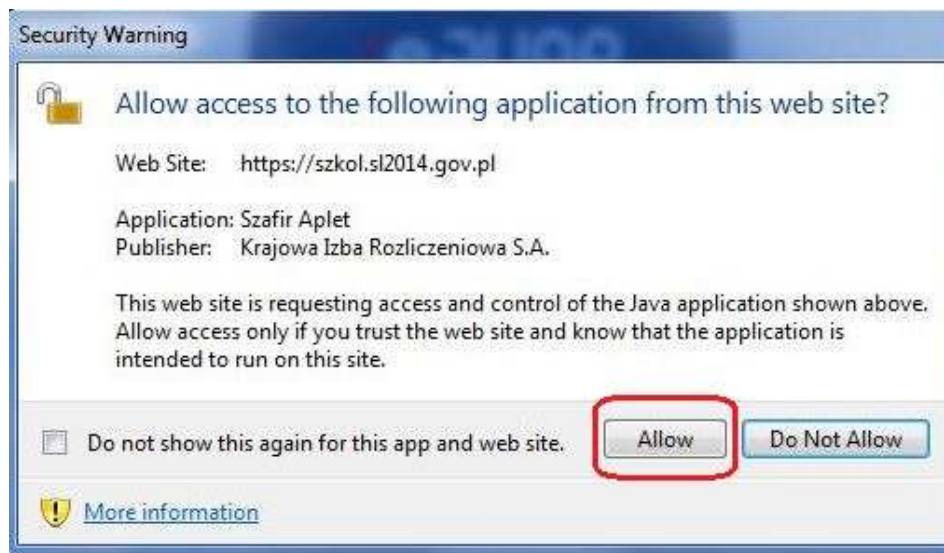 Security Warning
Allow access to the following application from this web site?
Web Site: https://szkol.sl2014.gov.pl
Application: Szafir Aplet
Publisher: Krajowa Izba Rozliczeniowa S.A.
This web site is requesting access and control of the Java application shown above.
Allow access only if you trust the web site and know that the application is
intended to run on this site.
Do not show this again for this app and web site. Allow Do Not Allow
More information